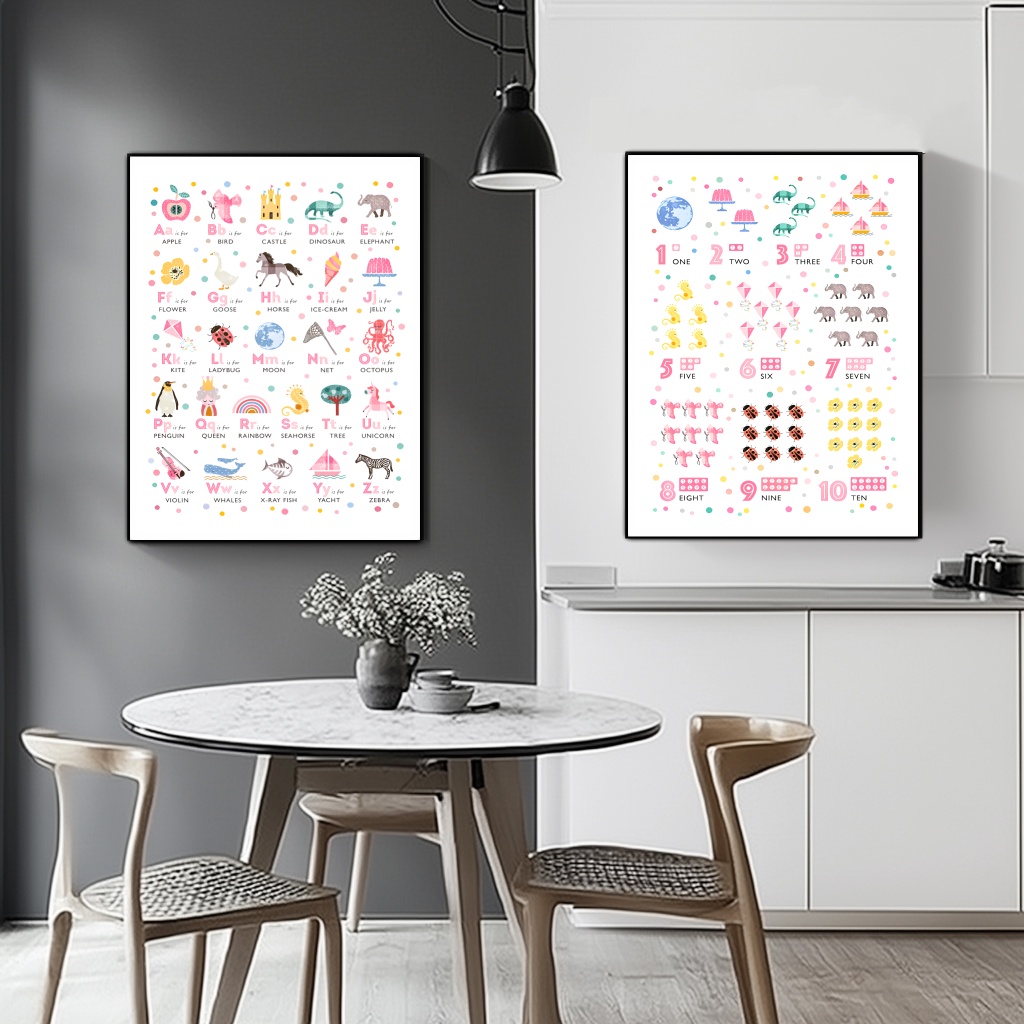 Aa is for Bb is for Cc is for Dd is for Ee is for
APPLE BIRD CASTLE DINOSAUR ELEPHANT
Ff is for Gg is for Hh is for Ii is for Jj is for
FLOWER GOOSE HORSE ICE-CREAM JELLY
Kk is for Ll is for Mm is for Nn is for Oo is for
KITE LADYBUG MOON NET OCTOPUS
Pp is for Qq is for Rr is for Ss is for Tt is for Uu is for
PENGUIN QUEEN RAINBOW SEAHORSE TREE UNICORN
Vv is for Ww is for Xx is for Yy is for Zz is for
VIOLIN WHALES X-RAY FISH YACHT ZEBRA
1 ONE 2 TWO 3 THREE 4 FOUR
5 FIVE 6 SIX 7 SEVEN
8 EIGHT 9 NINE 10 TEN